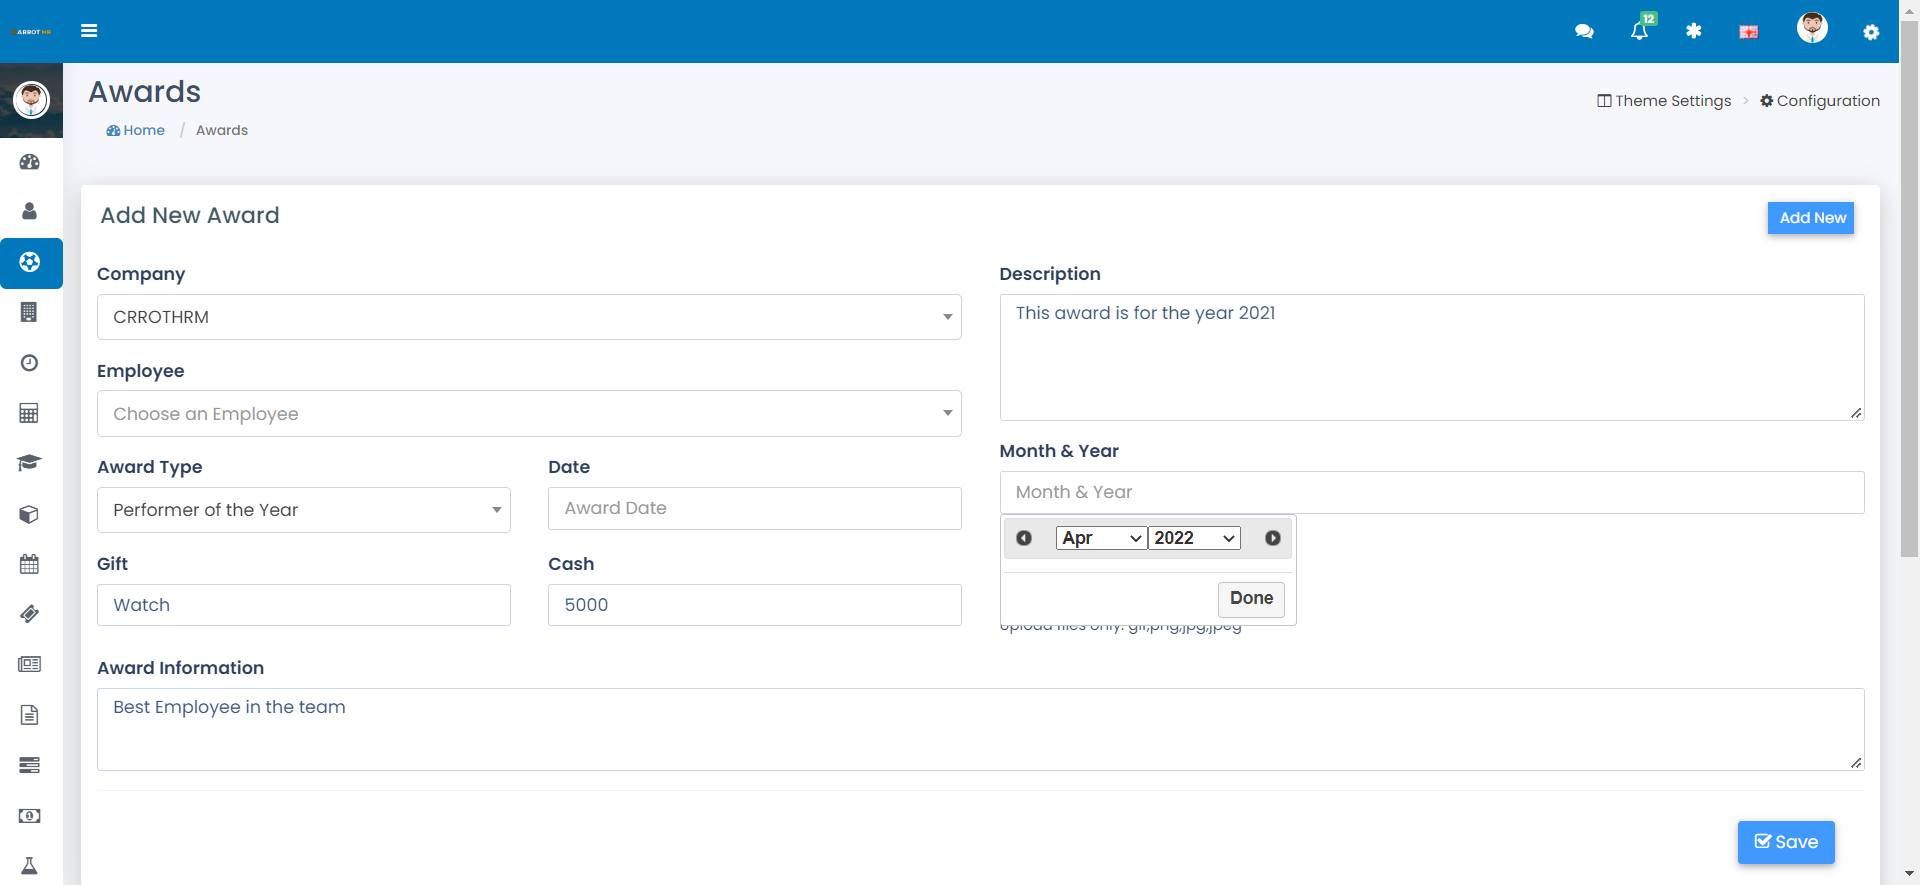 12
Awards
Theme Settings > Configuration
Home / Awards
Add New Award
Add New
Company
CRROTHRM
Employee
Choose an Employee
Award Type
Performer of the Year
Date
Award Date
Gift
Watch
Cash
5000
Description
This award is for the year 2021
Month & Year
Month & Year
Apr 2022
Done
Upload files only: gif,png,jpg,jpeg
Award Information
Best Employee in the team
Save